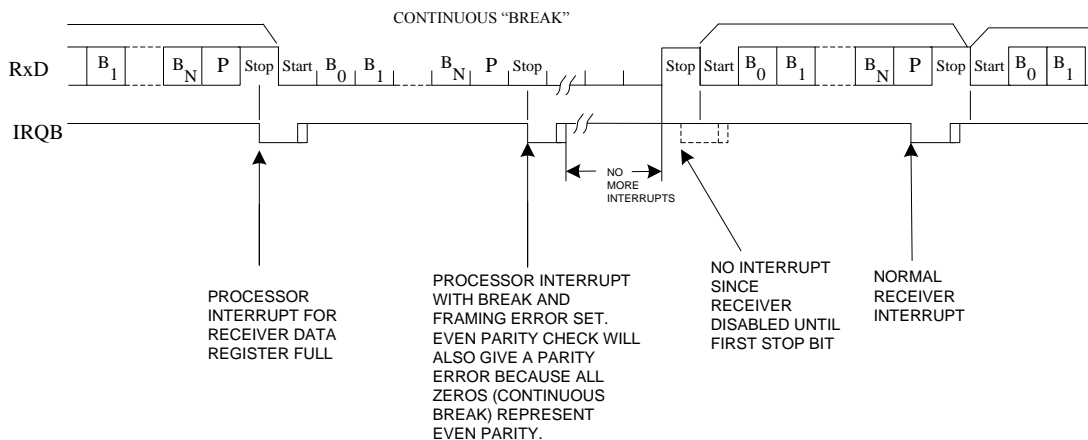 CONTINUOUS “BREAK”
RxD B1 BN P Stop Start B0 B1 BN P Stop Stop Start B0 B1 BN P Stop Start B0 B1
IRQB
NO
MORE
INTERRUPTS
PROCESSOR
INTERRUPT FOR
RECEIVER DATA
REGISTER FULL
PROCESSOR INTERRUPT
WITH BREAK AND
FRAMING ERROR SET.
EVEN PARITY CHECK WILL
ALSO GIVE A PARITY
ERROR BECAUSE ALL
ZEROS (CONTINUOUS
BREAK) REPRESENT
EVEN PARITY.
NO INTERRUPT
SINCE
RECEIVER
DISABLED UNTIL
FIRST STOP BIT
NORMAL
RECEIVER
INTERRUPT